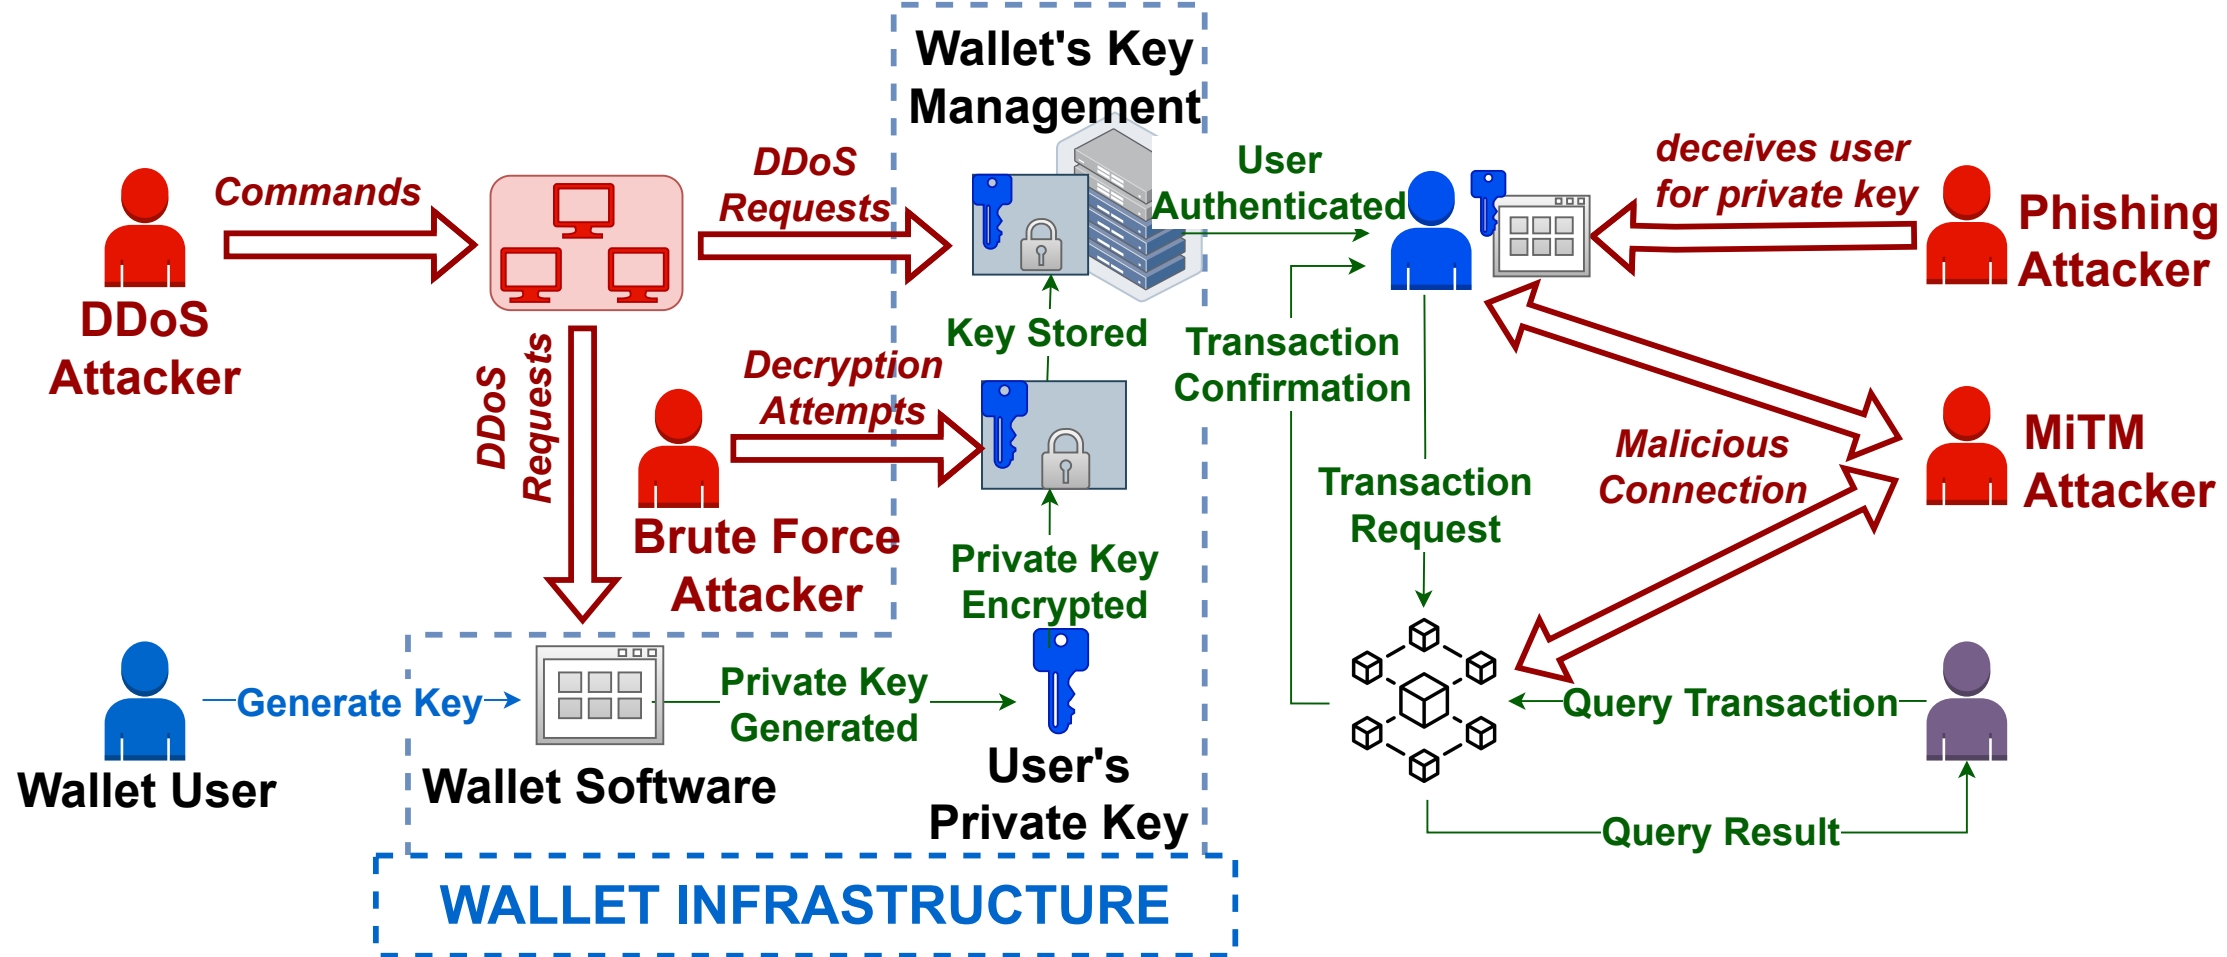 Wallet's Key
Management
DDoS
Requests
Commands
User
Authenticated
deceives user
for private key
Phishing
Attacker
DDoS
Attacker
DDoS
Requests
Key Stored
Transaction
Confirmation
Decryption
Attempts
Malicious
Connection
MiTM
Attacker
Transaction
Request
Brute Force
Attacker
Private Key
Encrypted
Generate Key
Private Key
Generated
Query Transaction
Wallet User
Wallet Software
User's
Private Key
Query Result
WALLET INFRASTRUCTURE